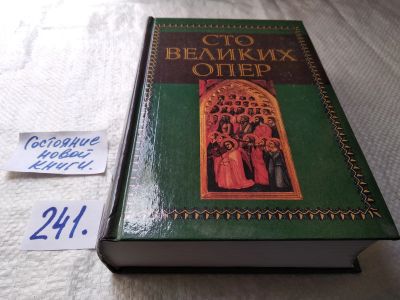 СТО
ВЕЛИКИХ
ОПЕР
Состояние
новой
книги.
241.